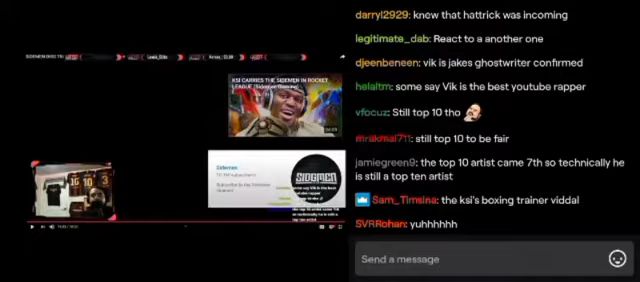 KSI CARRIES THE SIDEMEN IN ROCKET
LEAGUE
Sidemen
SIDEMEN
darryl2929: knew that hattrick was incoming
legitimate_dab: React to a another one
djeenbeneen: vik is jakes ghostwriter confirmed
helaltm: some say Vik is the best youtube rapper
vfocuz: Still top 10 tho
mrakmal711: still top 10 to be fair
jamiegreen9: the top 10 artist came 7th so technically he
is still a top ten artist
Sam_Timsina: the ksi's boxing trainer viddal
SVRRohan: yuhhhhhh
Send a message